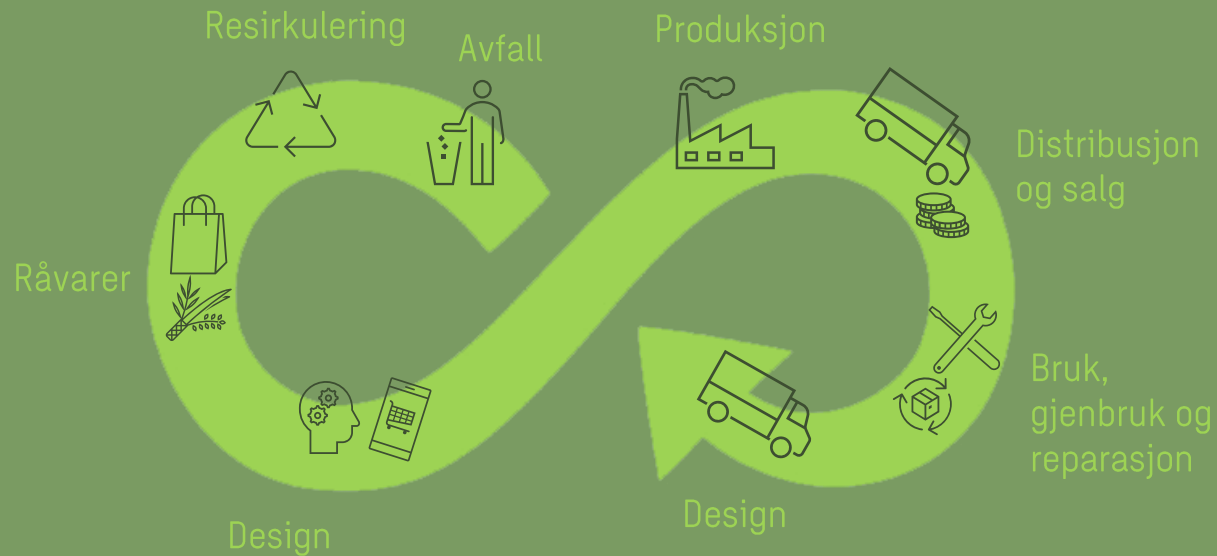 Resirkulering
Avfall
Produksjon
Distribusjon
og salg
Råvarer
Bruk,
gjenbruk og
reparasjon
Design
Design